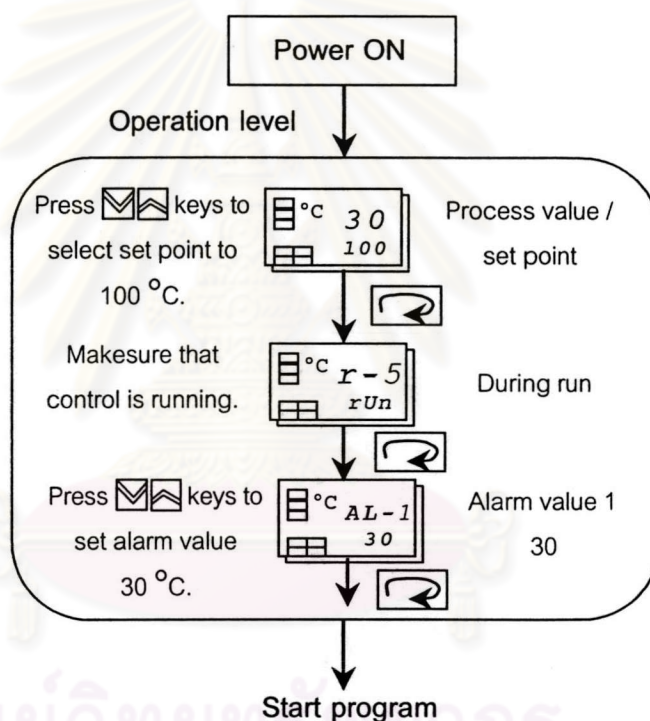 Power ON
Operation level
Press keys to
select set point to
100 °C.
°C 30
100
Process value /
set point
Makesure that
control is running.
°C r-5
rUn
During run
Press keys to
set alarm value
30 °C.
°C AL-1
30
Alarm value 1
30
Start program